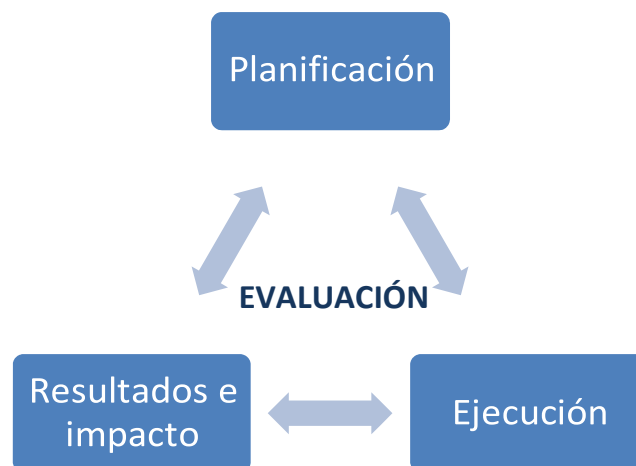 Planificación
EVALUACIÓN
Resultados e
impacto
Ejecución